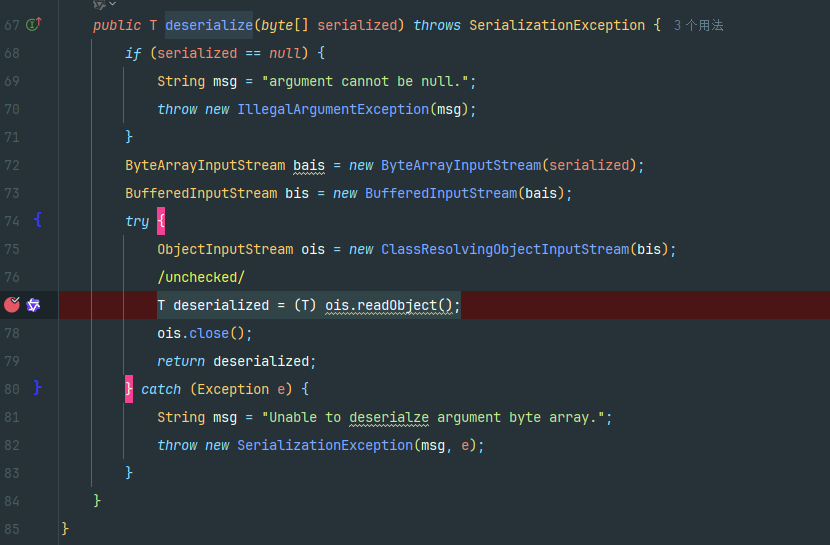 67 public T deserialize(byte[] serialized) throws SerializationException { 3 个用法
68 if (serialized == null) {
69 String msg = "argument cannot be null.";
70 throw new IllegalArgumentException(msg);
71 }
72 ByteArrayInputStream bais = new ByteArrayInputStream(serialized);
73 BufferedInputStream bis = new BufferedInputStream(bais);
74 { try {
75 ObjectInputStream ois = new ClassResolvingObjectInputStream(bis);
76 /unchecked/
T deserialized = (T) ois.readObject();
78 ois.close();
79 return deserialized;
80 } } catch (Exception e) {
81 String msg = "Unable to deserialze argument byte array.";
82 throw new SerializationException(msg, e);
83 }
84 }
85 }